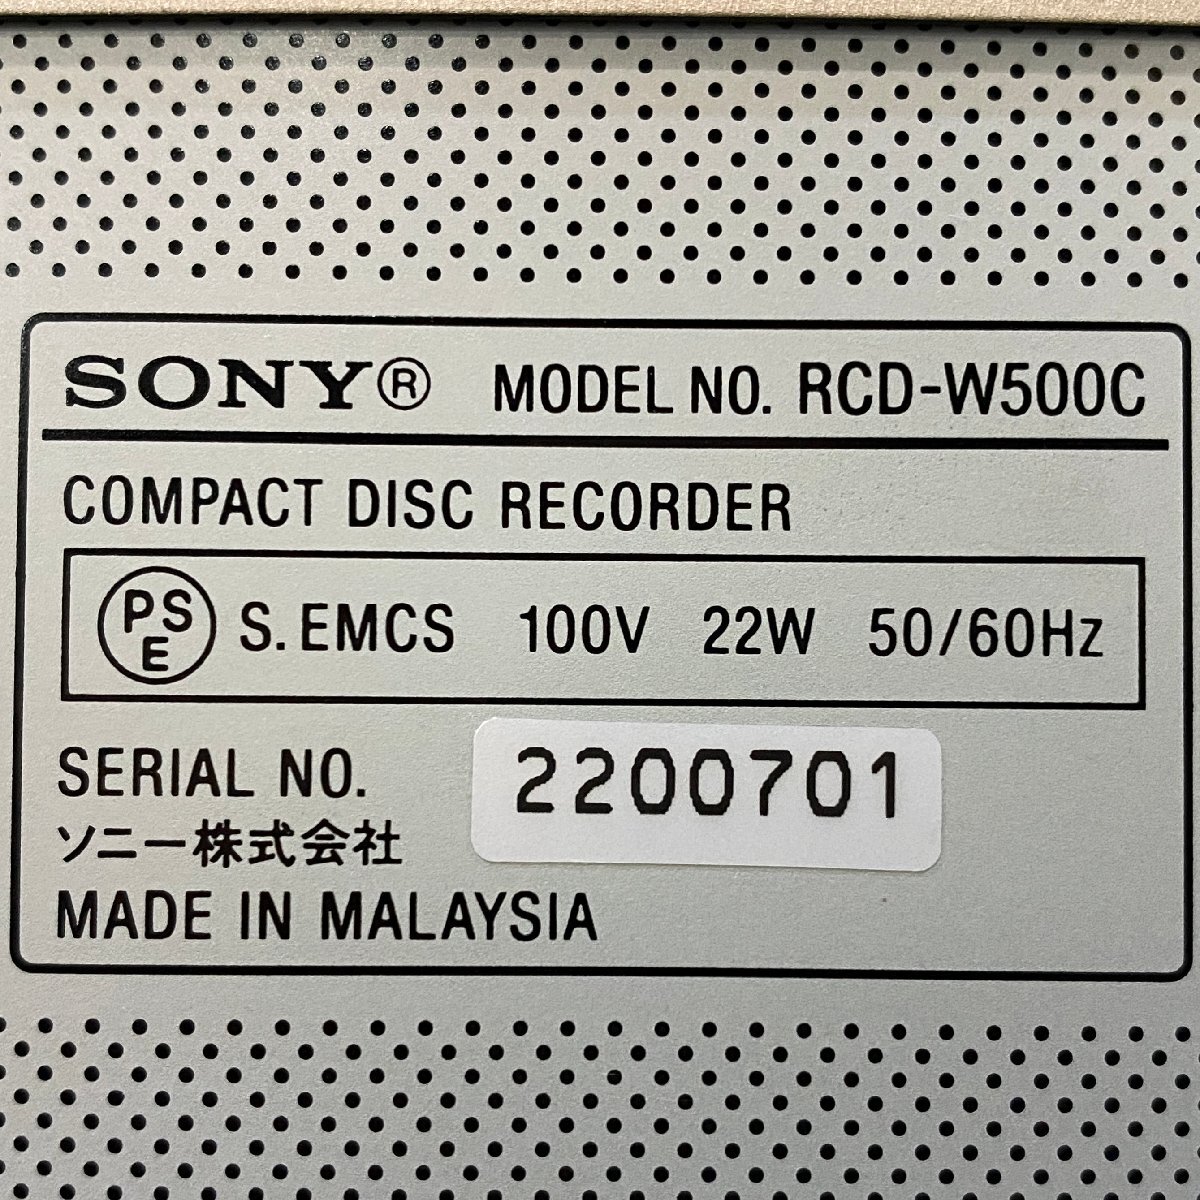 SONY® MODEL NO. RCD-W500C
COMPACT DISC RECORDER
PSE S. EMCS 100V 22W 50/60Hz
SERIAL NO. 2200701
ソニー株式会社
MADE IN MALAYSIA